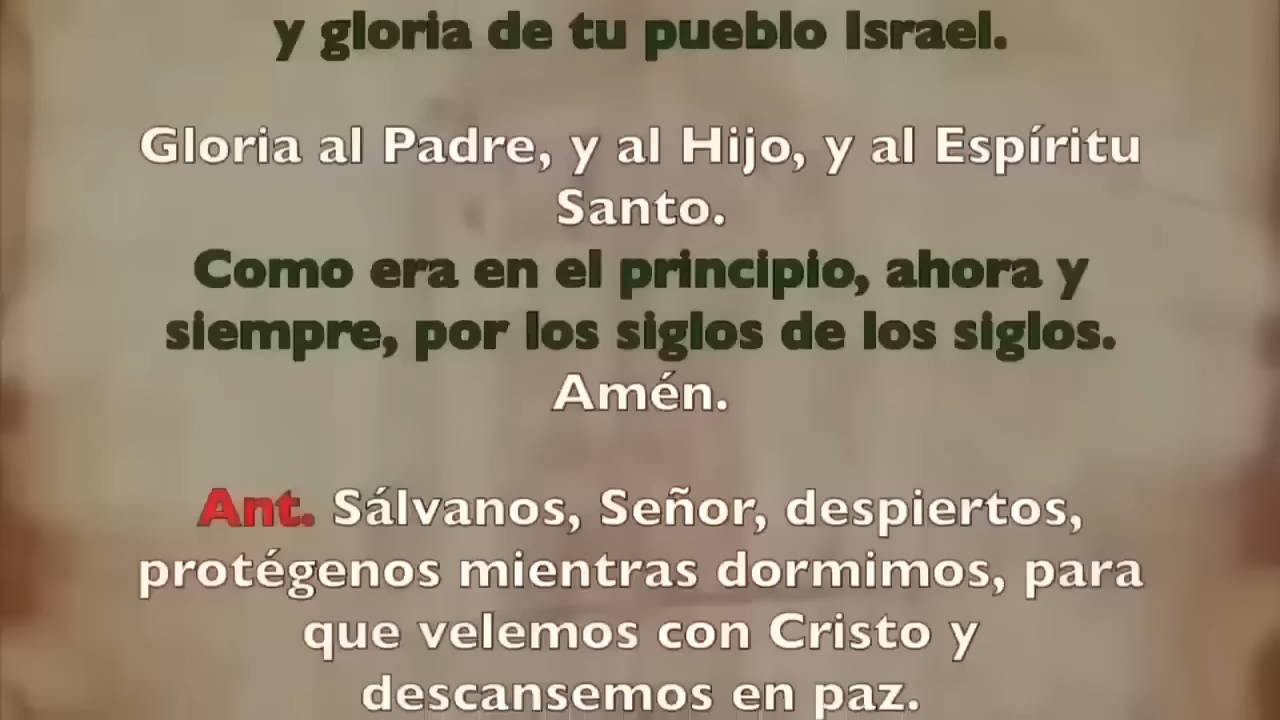 y gloria de tu pueblo Israel.
Gloria al Padre, y al Hijo, y al Espíritu
Santo.
Como era en el principio, ahora y
siempre, por los siglos de los siglos.
Amén.
Ant. Sálvanos, Señor, despiertos,
protégenos mientras dormimos, para
que velemos con Cristo y
descansemos en paz.